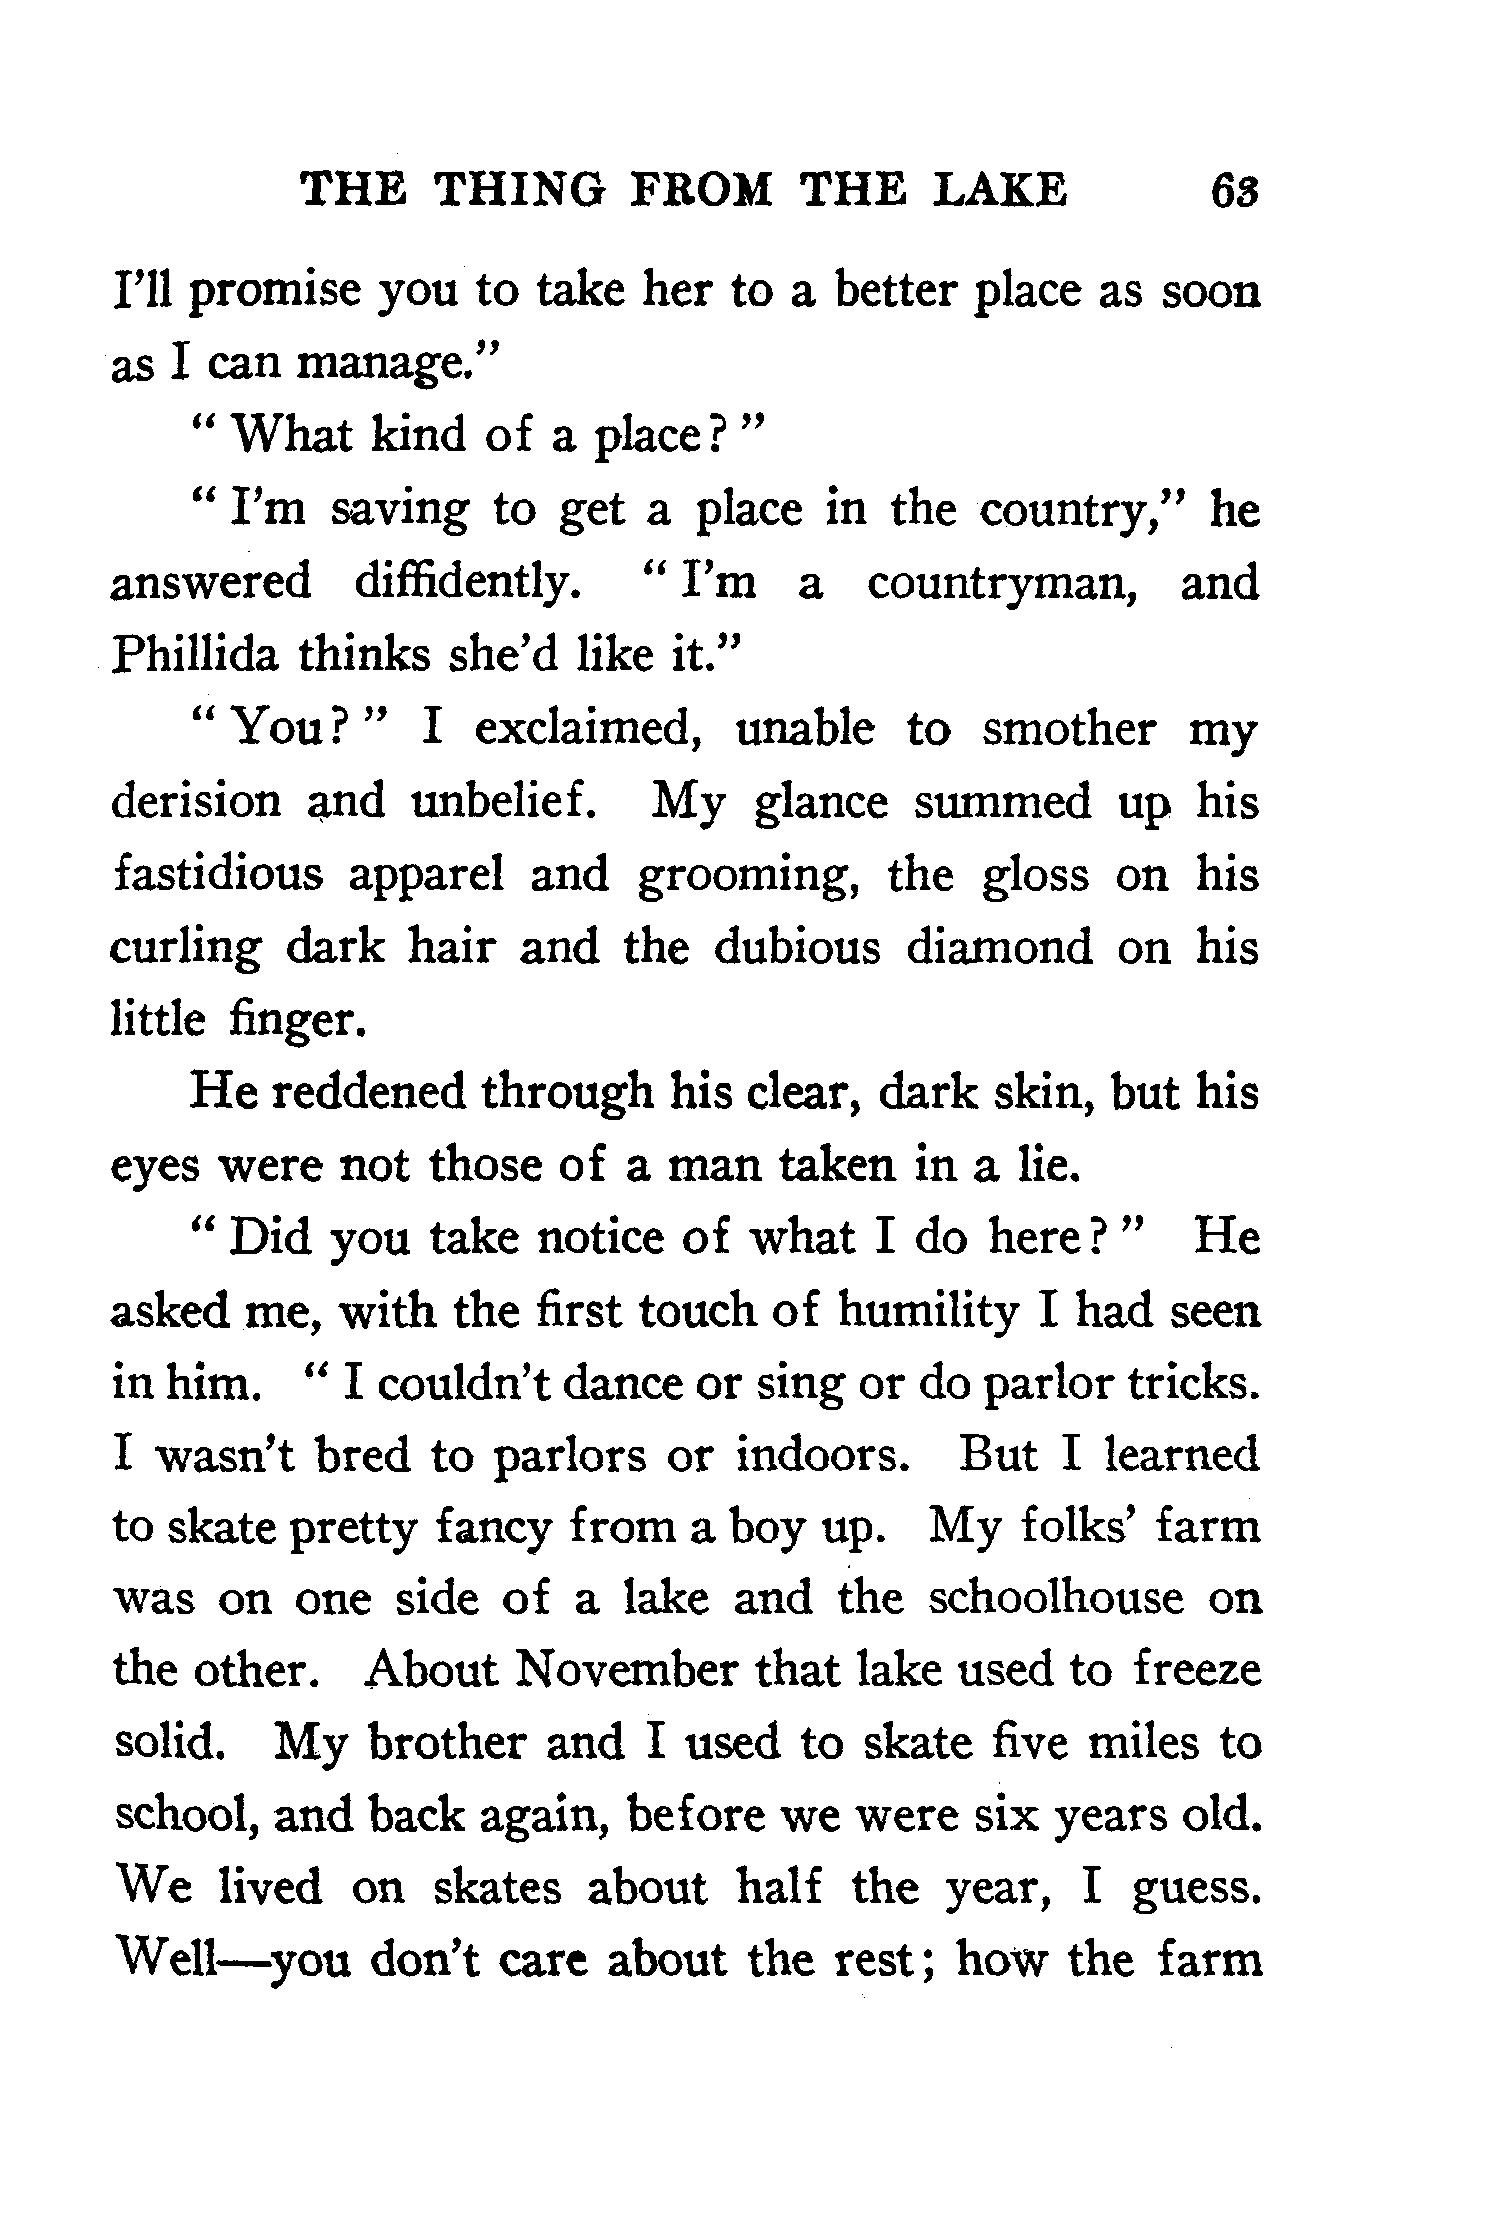 THE THING FROM THE LAKE 63
I'll promise you to take her to a better place as soon
as I can manage."
" What kind of a place? "
" I'm saving to get a place in the country," he
answered diffidently. " I'm a countryman, and
Phillida thinks she'd like it."
" You? " I exclaimed, unable to smother my
derision and unbelief. My glance summed up his
fastidious apparel and grooming, the gloss on his
curling dark hair and the dubious diamond on his
little finger.
He reddened through his clear, dark skin, but his
eyes were not those of a man taken in a lie.
" Did you take notice of what I do here? " He
asked me, with the first touch of humility I had seen
in him. " I couldn't dance or sing or do parlor tricks.
I wasn't bred to parlors or indoors. But I learned
to skate pretty fancy from a boy up. My folks' farm
was on one side of a lake and the schoolhouse on
the other. About November that lake used to freeze
solid. My brother and I used to skate five miles to
school, and back again, before we were six years old.
We lived on skates about half the year, I guess.
Well—you don't care about the rest; how the farm